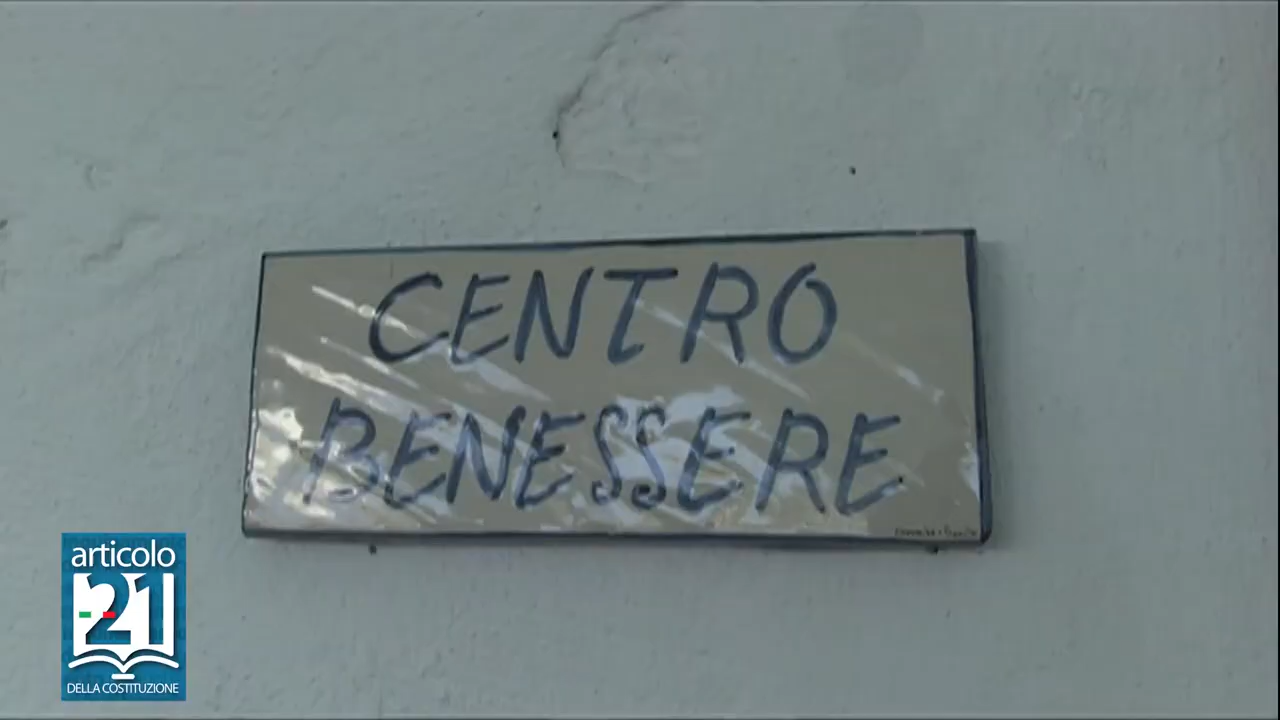 CENTRO
BENESSERE
articolo
21
DELLA COSTITUZIONE